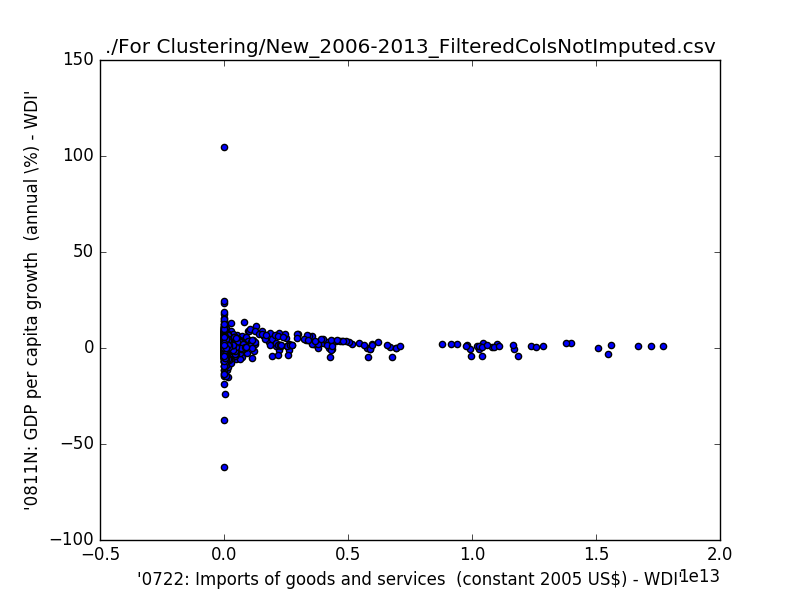 ./For Clustering/New_2006-2013_FilteredColsNotImputed.csv
'0811N: GDP per capita growth  (annual \%) - WDI'
150
100
50
0
−50
−100
−0.5 0.0 0.5 1.0 1.5 2.0
1e13
'0722: Imports of goods and services  (constant 2005 US$) - WDI'